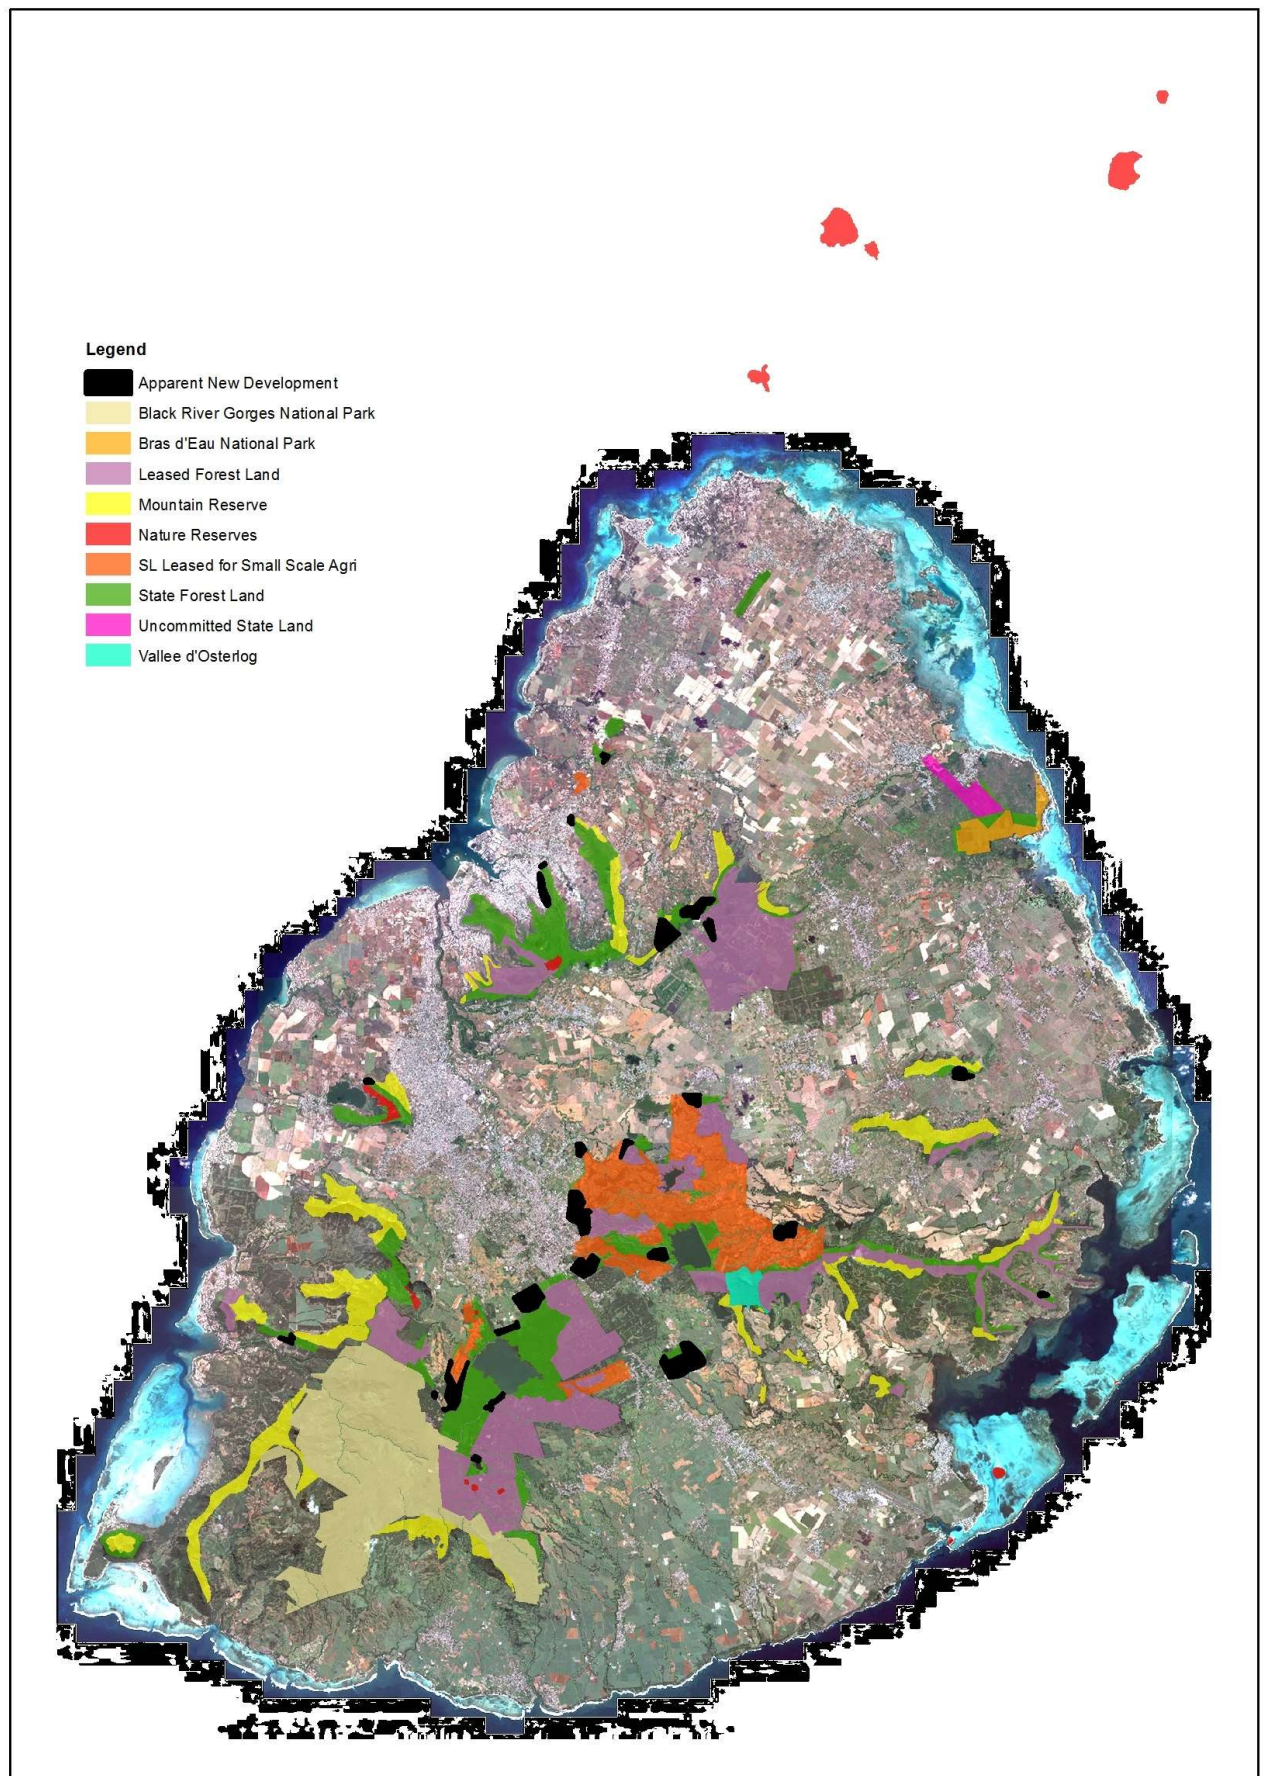 Legend
Apparent New Development
Black River Gorges National Park
Bras d'Eau National Park
Leased Forest Land
Mountain Reserve
Nature Reserves
SL Leased for Small Scale Agri
State Forest Land
Uncommitted State Land
Vallee d'Osterlog